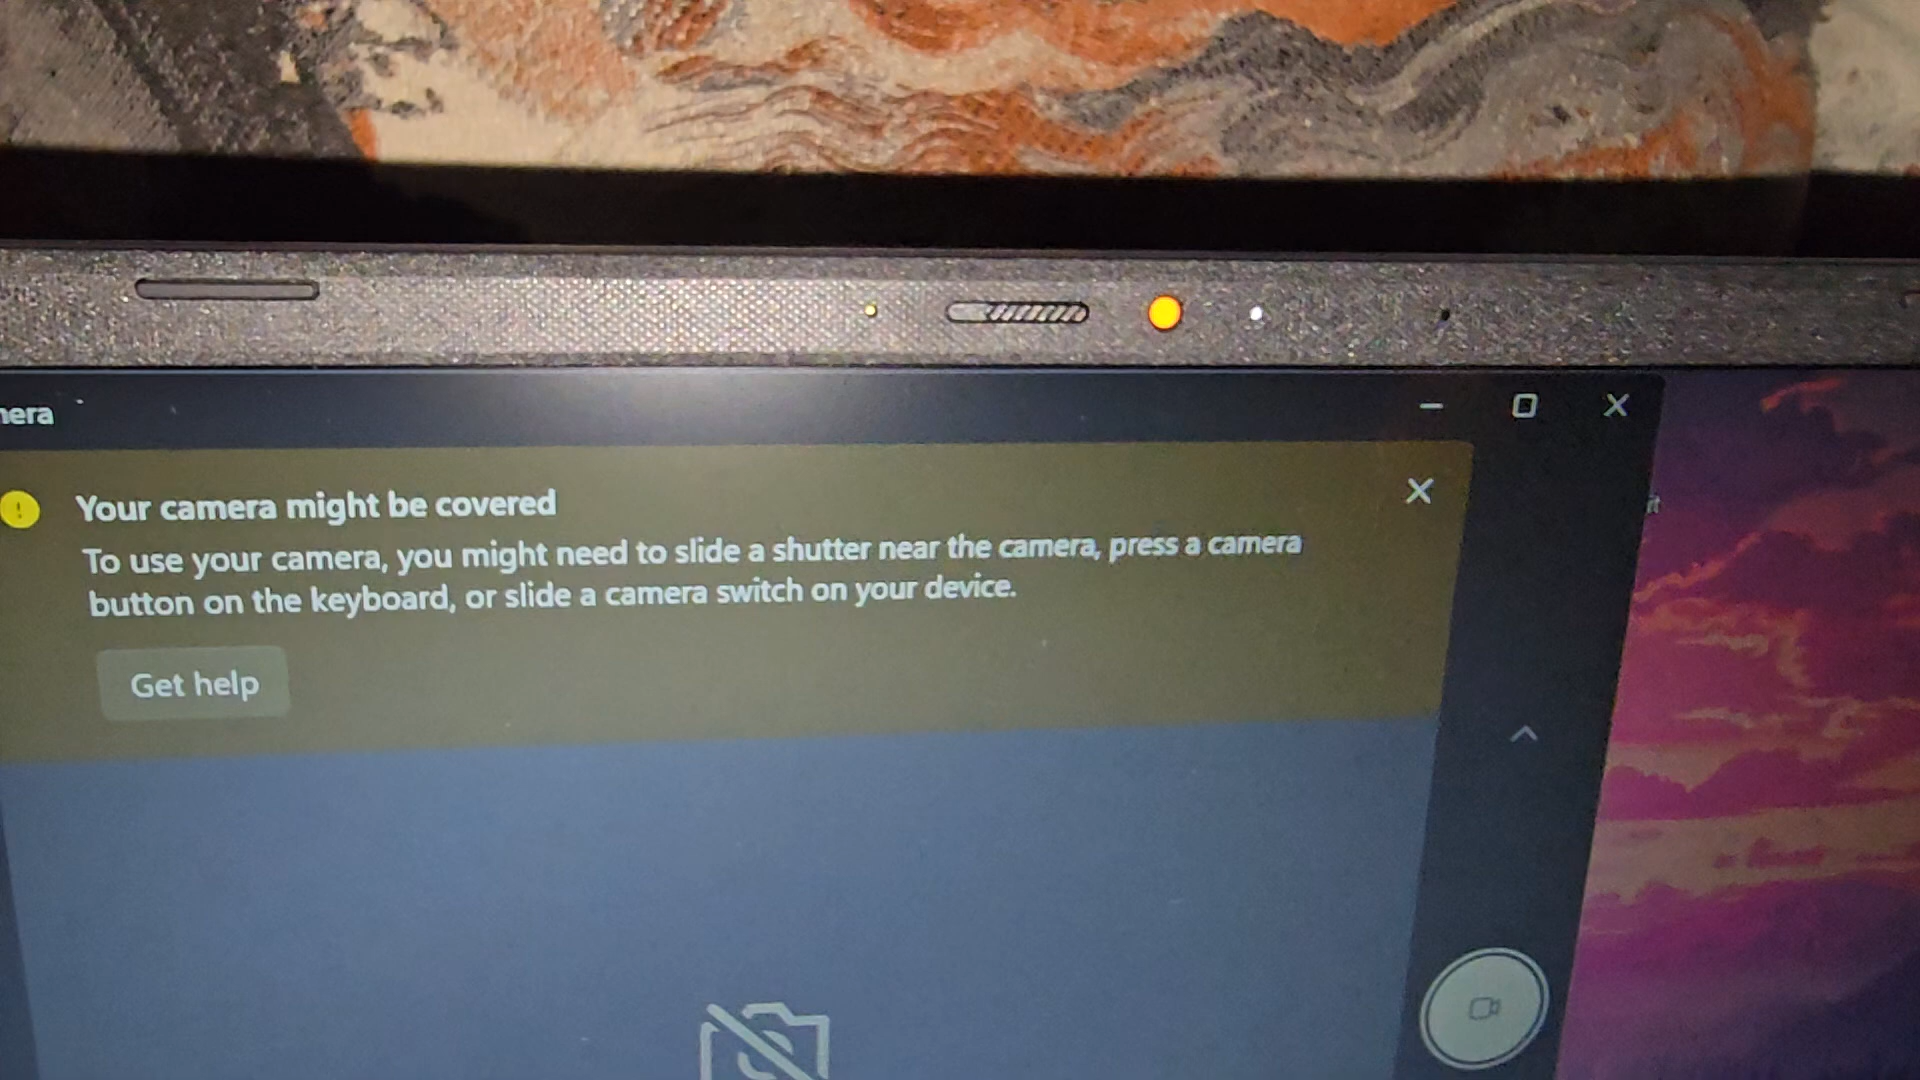 Your camera might be covered
To use your camera, you might need to slide a shutter near the camera, press a camera
button on the keyboard, or slide a camera switch on your device.
Get help